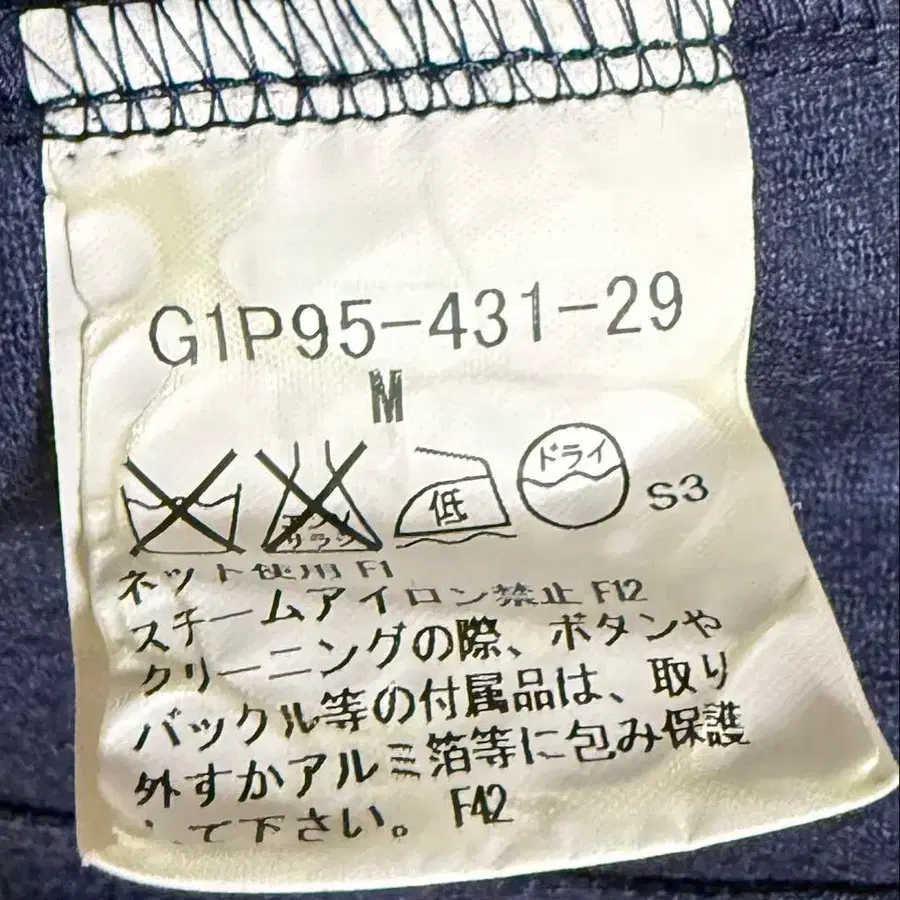 G1P95-431-29
M
低 ドライ S3
ネット使用 F1
スチームアイロン禁止 F12
クリーニングの際、ボタンや
バックル等の付属品は、取り
外すかアルミ箔等に包み保護
して下さい。 F42